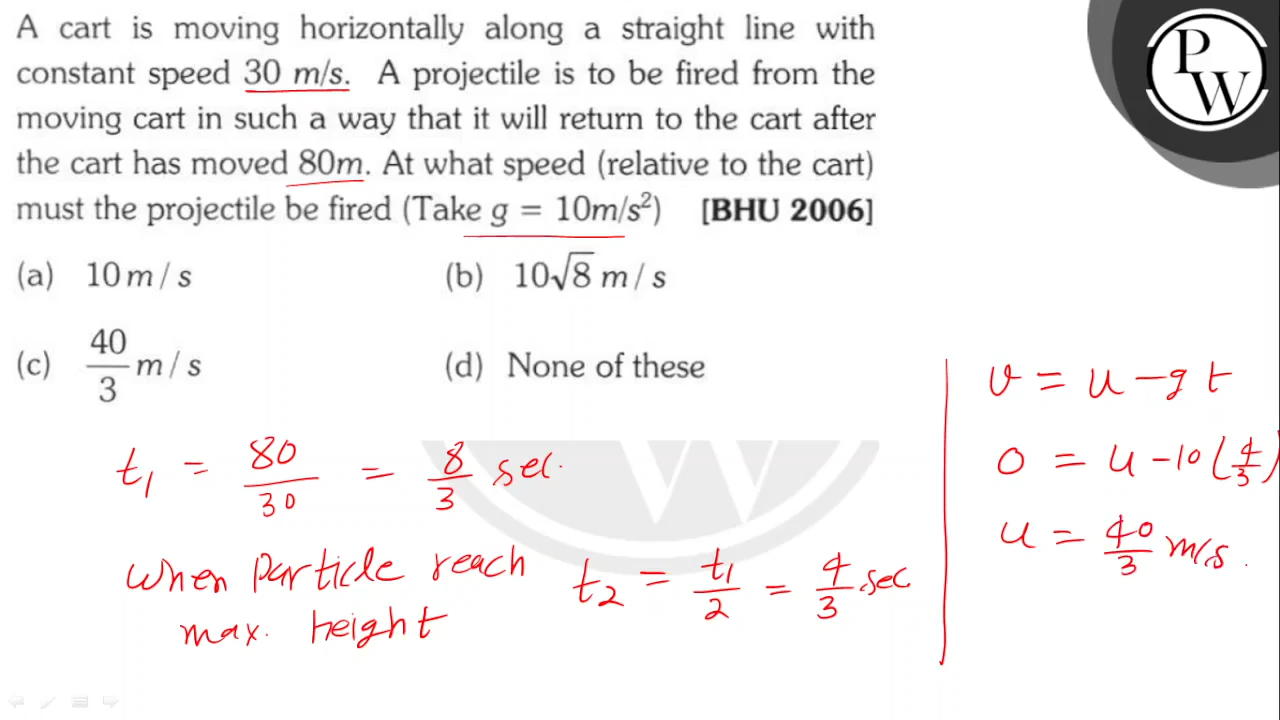 A cart is moving horizontally along a straight line with
constant speed 30 m/s. A projectile is to be fired from the
moving cart in such a way that it will return to the cart after
the cart has moved 80m. At what speed (relative to the cart)
must the projectile be fired (Take g = 10m/s²) [BHU 2006]
(a) 10 m / s (b) 10√8 m / s
(c) 40/3 m / s (d) None of these
t₁ = 80/30 = 8/3 sec.
When Particle reach
max. height
t₂ = t₁/2 = 4/3 sec
v = u - g t
0 = u - 10 (4/3)
u = 40/3 m/s.
P
W